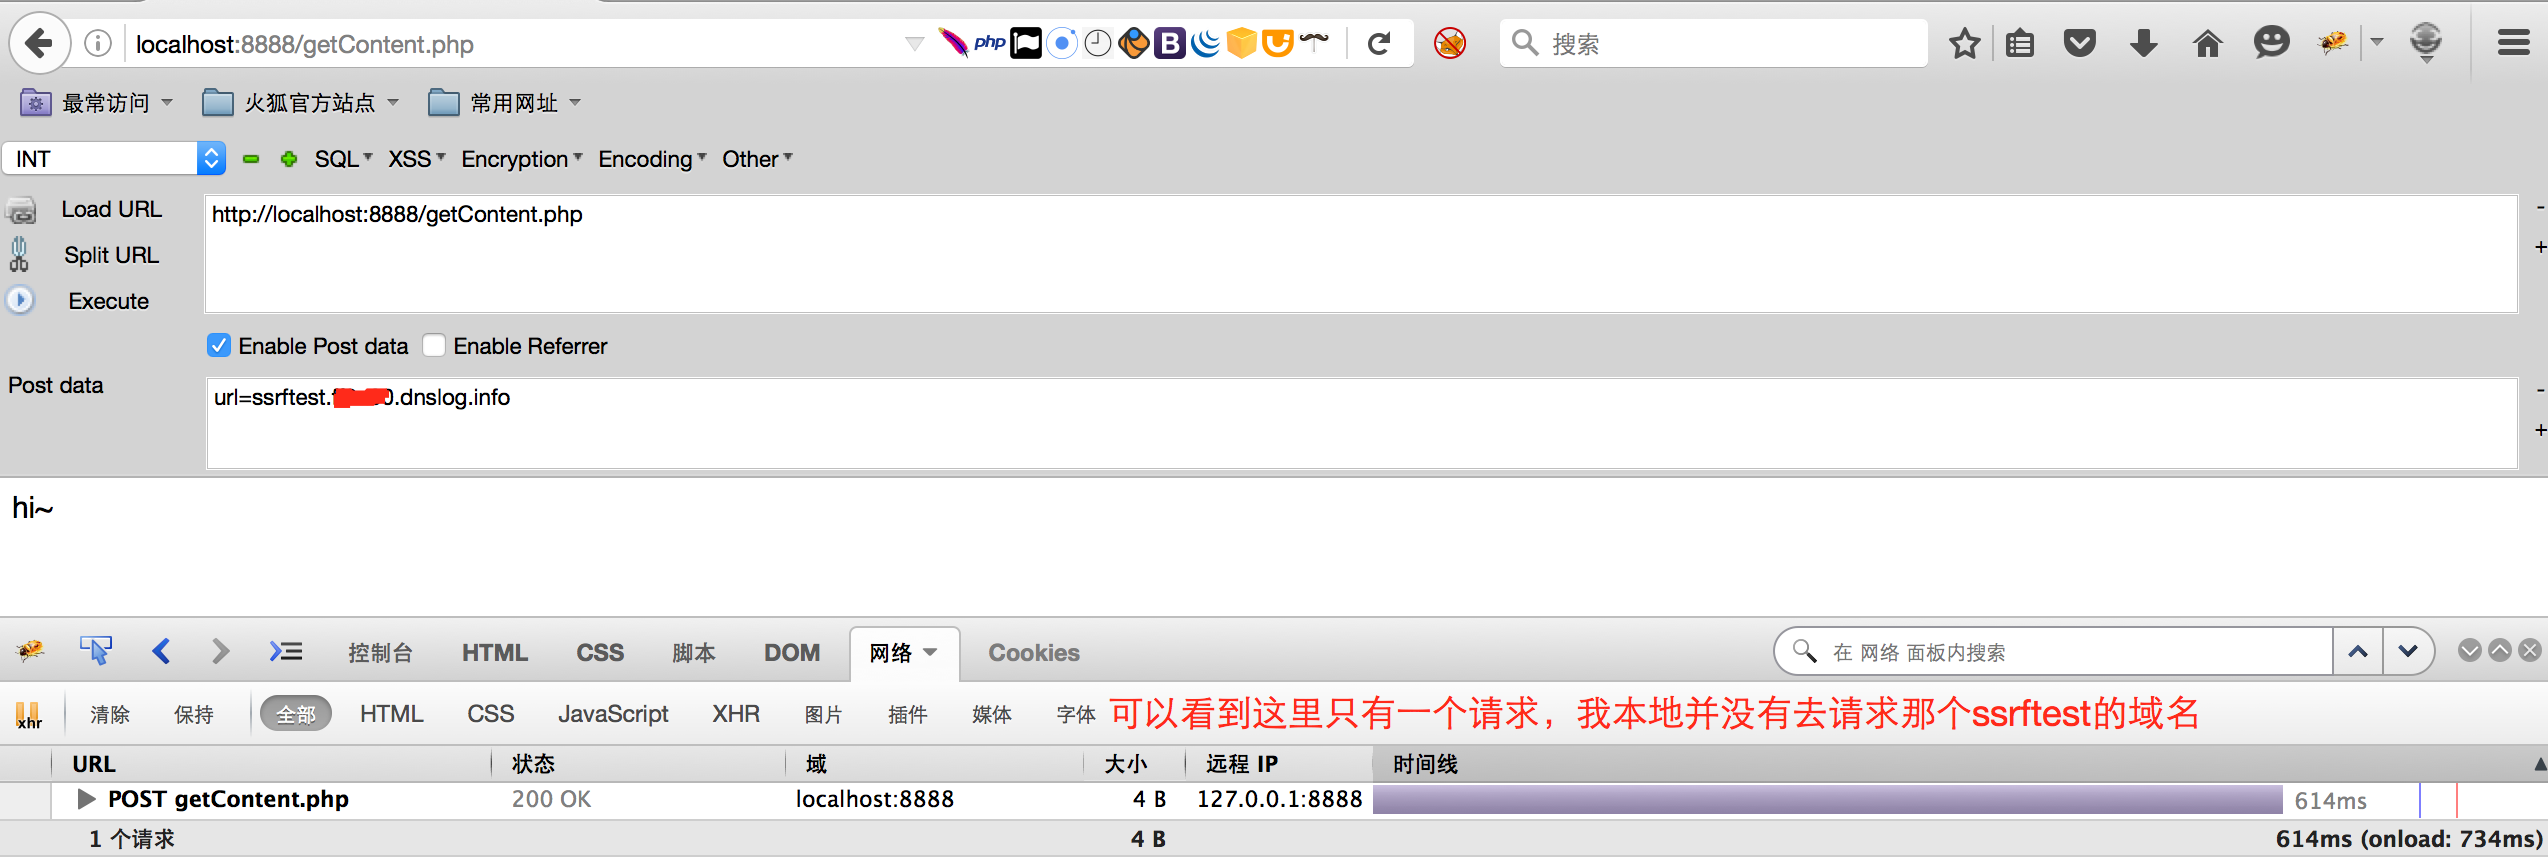 localhost:8888/getContent.php
php
B
搜索
最常访问
火狐官方站点
常用网址
INT
SQL
XSS
Encryption
Encoding
Other
Load URL
http://localhost:8888/getContent.php
-
+
Split URL
Execute
Enable Post data
Enable Referrer
Post data
url=ssrftest.0.dnslog.info
-
+
hi~
控制台
HTML
CSS
脚本
DOM
网络
Cookies
在 网络 面板内搜索
xhr
清除
保持
全部
HTML
CSS
JavaScript
XHR
图片
插件
媒体
字体
可以看到这里只有一个请求，我本地并没有去请求那个ssrftest的域名
URL
状态
域
大小
远程 IP
时间线
POST getContent.php
200 OK
localhost:8888
4 B
127.0.0.1:8888
614ms
1 个请求
4 B
614ms (onload: 734ms)